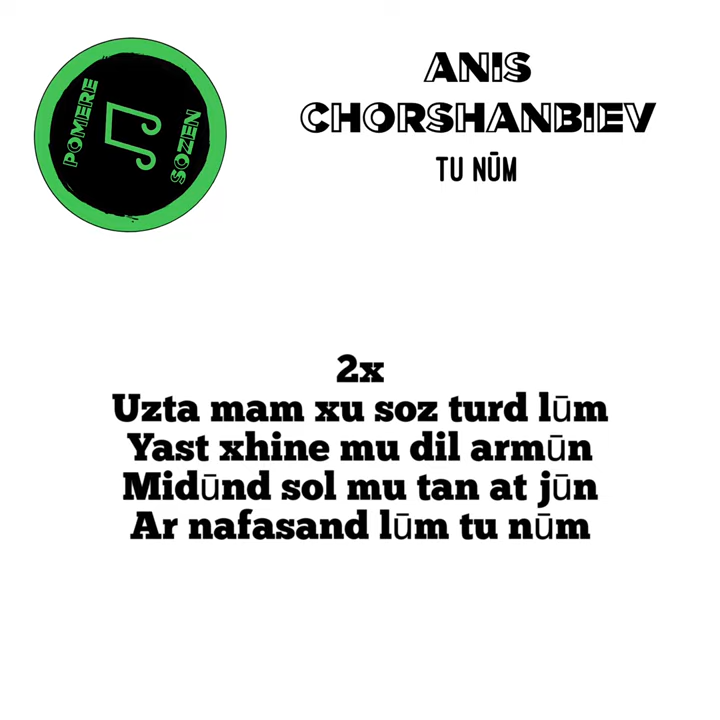 POMERE
SOZEN
ANIS
CHORSHANBIEV
TU NŪM
2x
Uzta mam xu soz turd lūm
Yast xhine mu dil armūn
Midūnd sol mu tan at jūn
Ar nafasand lūm tu nūm